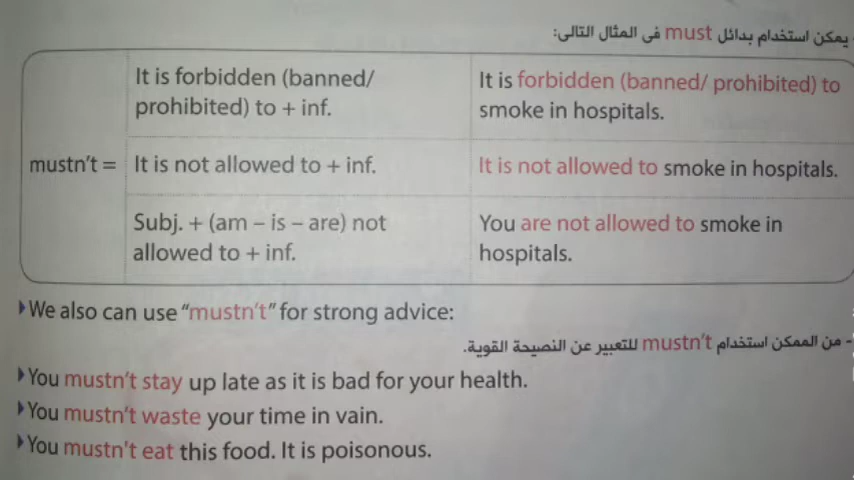 - يمكن استخدام بدائل must فى المثال التالى:
mustn't =
It is forbidden (banned/
prohibited) to + inf.
It is forbidden (banned/ prohibited) to
smoke in hospitals.
It is not allowed to + inf.
It is not allowed to smoke in hospitals.
Subj. + (am – is – are) not
allowed to + inf.
You are not allowed to smoke in
hospitals.
We also can use "mustn't" for strong advice:
- من الممكن استخدام mustn't للتعبير عن النصيحة القوية.
You mustn't stay up late as it is bad for your health.
You mustn't waste your time in vain.
You mustn't eat this food. It is poisonous.